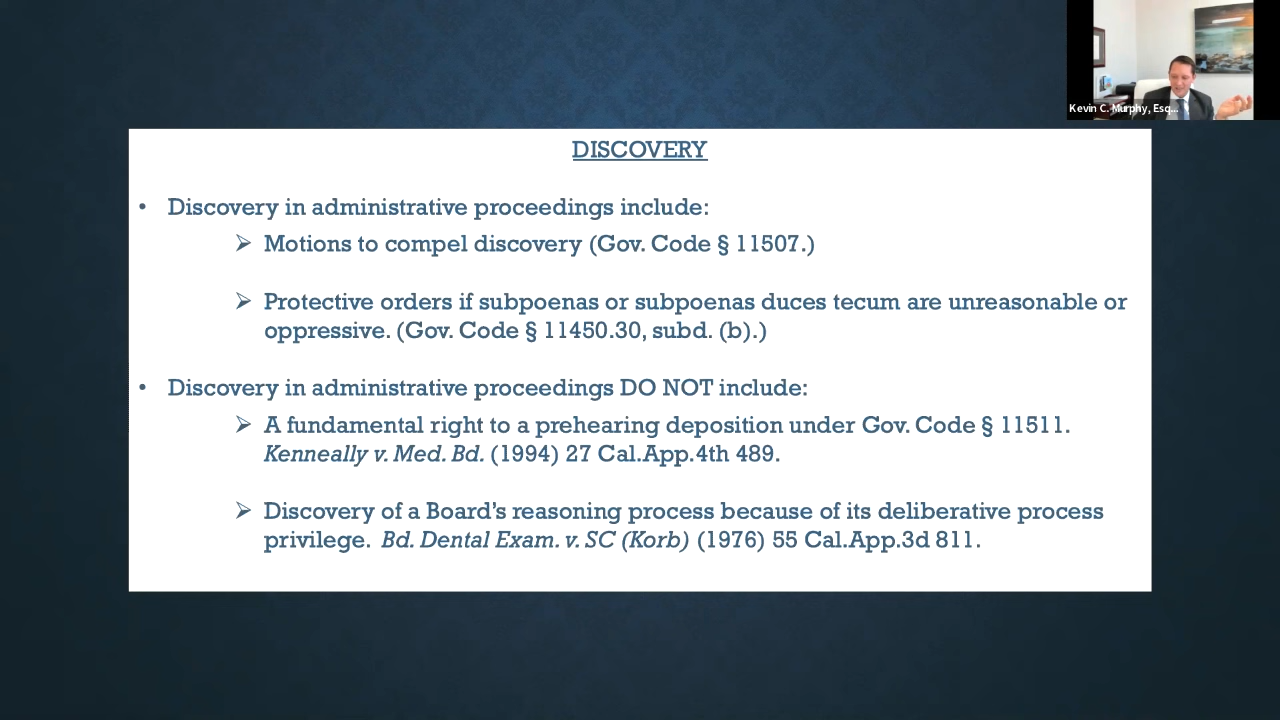 Kevin C. Murphy, Esq...
DISCOVERY
• Discovery in administrative proceedings include:
➢ Motions to compel discovery (Gov. Code § 11507.)
➢ Protective orders if subpoenas or subpoenas duces tecum are unreasonable or
oppressive. (Gov. Code § 11450.30, subd. (b).)
• Discovery in administrative proceedings DO NOT include:
➢ A fundamental right to a prehearing deposition under Gov. Code § 11511.
Kenneally v. Med. Bd. (1994) 27 Cal.App.4th 489.
➢ Discovery of a Board’s reasoning process because of its deliberative process
privilege. Bd. Dental Exam. v. SC (Korb) (1976) 55 Cal.App.3d 811.